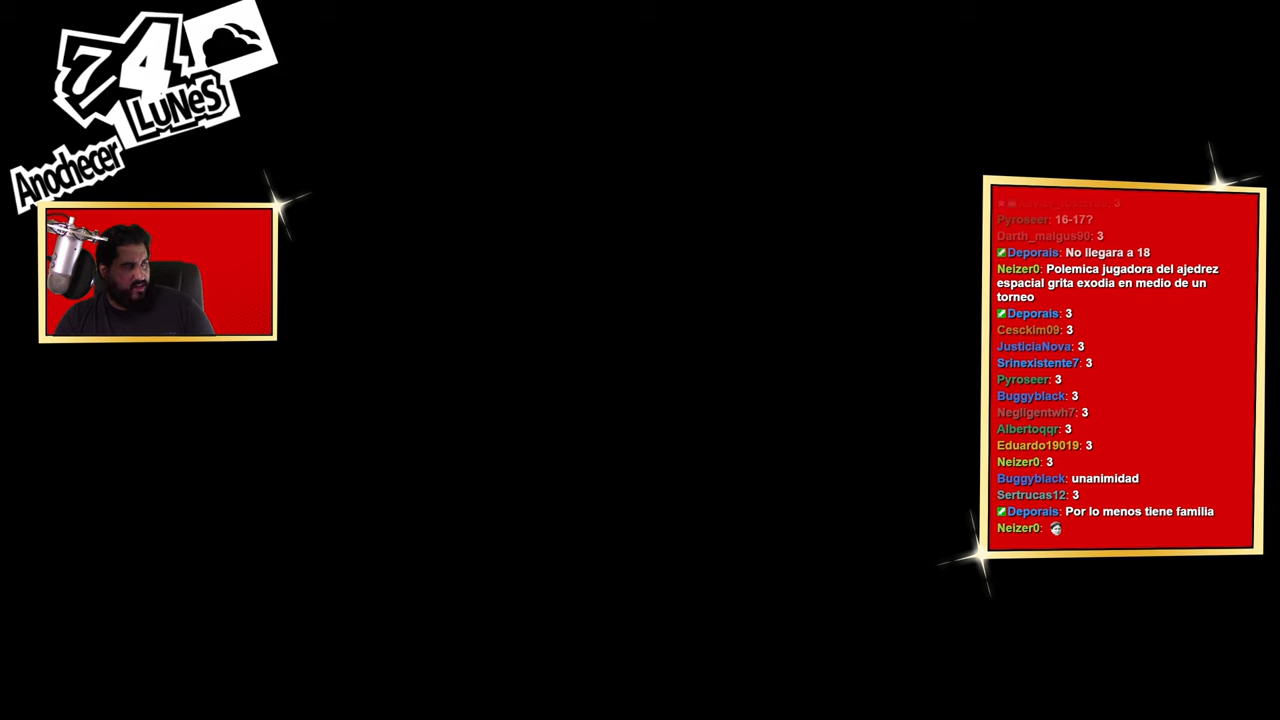 74
LUNeS
Anochecer
3
Pyroseer: 16-17?
Darth_malgus90: 3
Deporais: No llegara a 18
Neizer0: Polemica jugadora del ajedrez
espacial grita exodia en medio de un
torneo
Deporais: 3
Cesckim09: 3
JusticiaNova: 3
Srinexistente7: 3
Pyroseer: 3
Buggyblack: 3
Negligentwh7: 3
Albertoqqr: 3
Eduardo19019: 3
Neizer0: 3
Buggyblack: unanimidad
Sertrucas12: 3
Deporais: Por lo menos tiene familia
Neizer0: